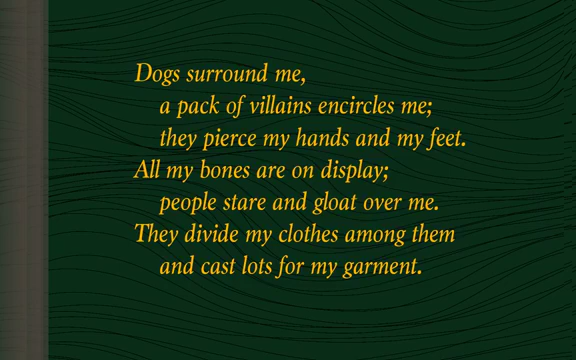 Dogs surround me,
a pack of villains encircles me;
they pierce my hands and my feet.
All my bones are on display;
people stare and gloat over me.
They divide my clothes among them
and cast lots for my garment.